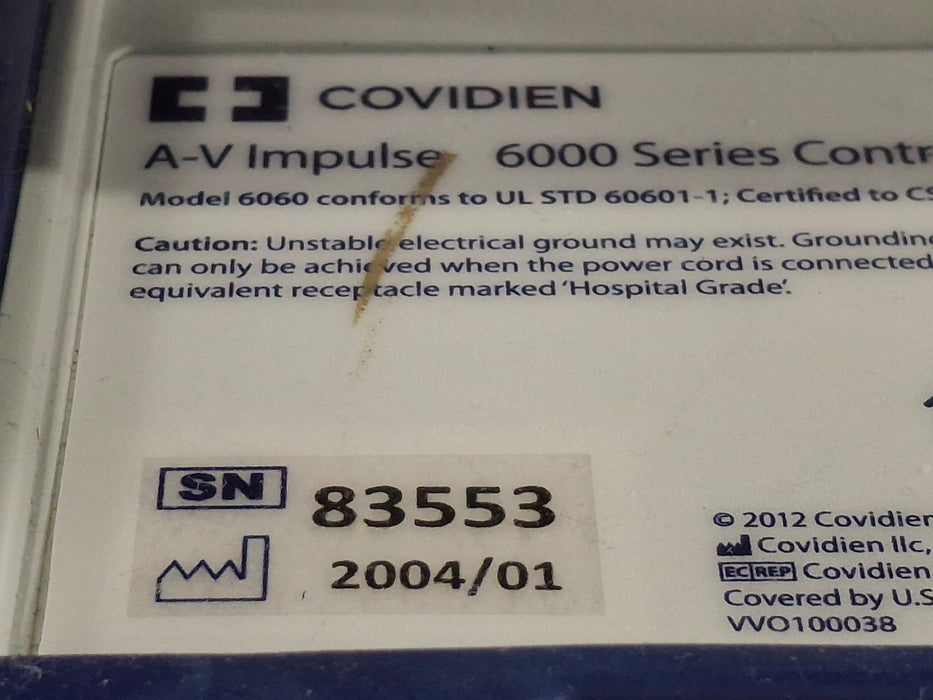 COVIDIEN
A-V Impulse 6000 Series Contr
Model 6060 conforms to UL STD 60601-1; Certified to CS
Caution: Unstable electrical ground may exist. Grounding
can only be achieved when the power cord is connected
equivalent receptacle marked 'Hospital Grade'.
SN 83553
2004/01
© 2012 Covidien
Covidien llc,
EC REP Covidien
Covered by U.S
VVO100038